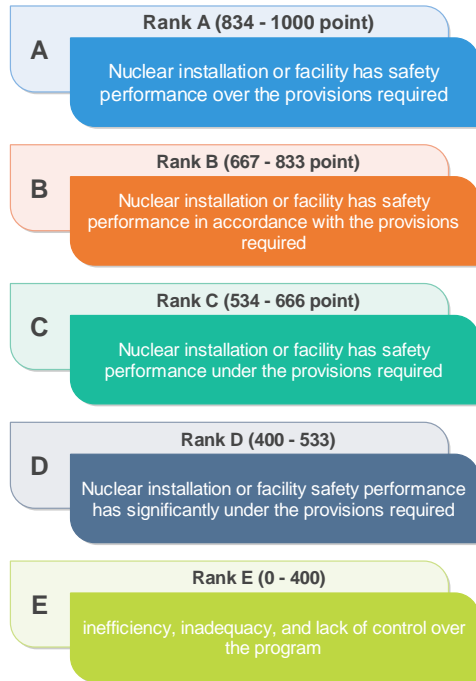 Rank A (834 - 1000 point)
A
Nuclear installation or facility has safety
performance over the provisions required
Rank B (667 - 833 point)
B
Nuclear installation or facility has safety
performance in accordance with the provisions
required
Rank C (534 - 666 point)
C
Nuclear installation or facility has safety
performance under the provisions required
Rank D (400 - 533)
D
Nuclear installation or facility safety performance
has significantly under the provisions required
Rank E (0 - 400)
E
inefficiency, inadequacy, and lack of control over
the program